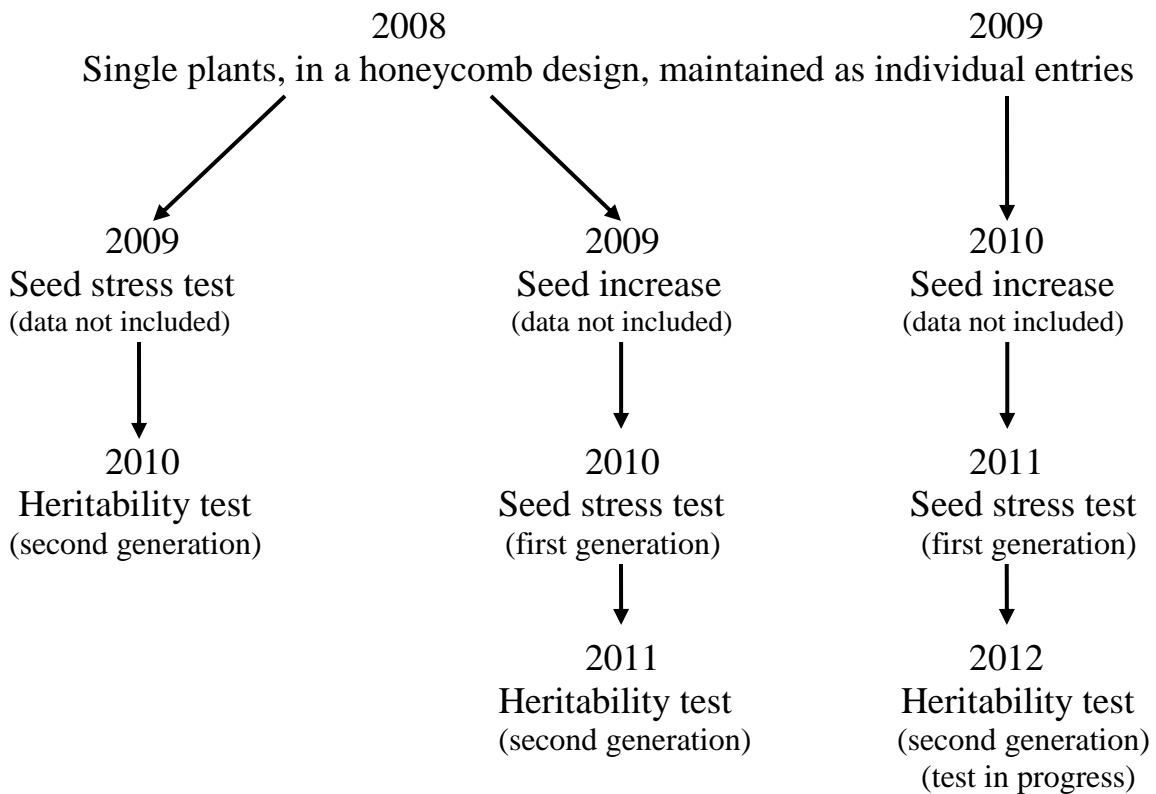 2008 2009
Single plants, in a honeycomb design, maintained as individual entries
2009
Seed stress test
(data not included)
2010
Heritability test
(second generation)
2009
Seed increase
(data not included)
2010
Seed stress test
(first generation)
2011
Heritability test
(second generation)
2010
Seed increase
(data not included)
2011
Seed stress test
(first generation)
2012
Heritability test
(second generation)
(test in progress)